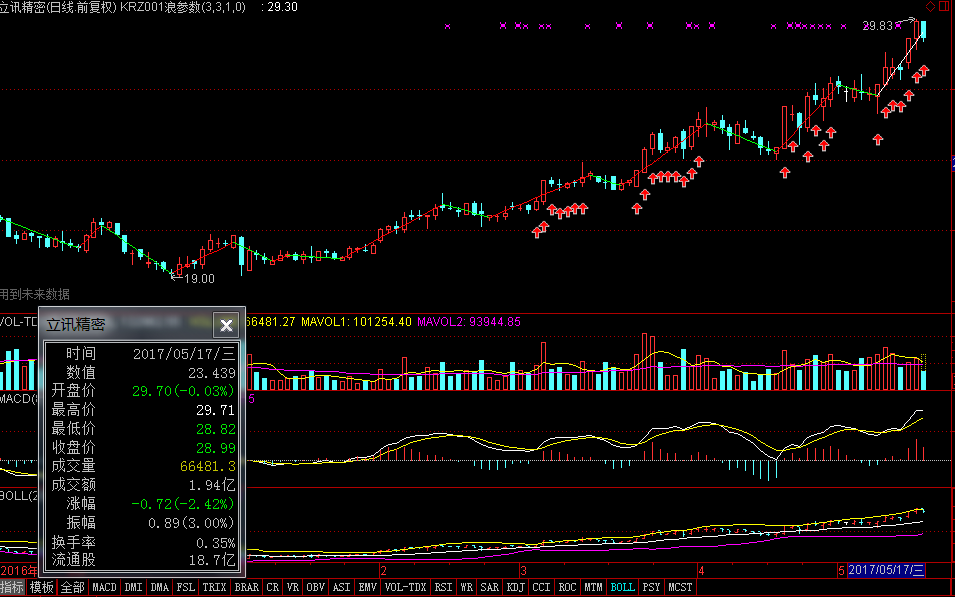 立讯精密(日线.前复权) KRZ001浪参数(3,3,1,0) : 29.30
29.83
19.00
用到未来数据
VOL-TD
66481.27 MAVOL1: 101254.40 MAVOL2: 93944.85
立讯精密
时间 2017/05/17/三
数值 23.439
开盘价 29.70(-0.03%)
最高价 29.71
最低价 28.82
收盘价 28.99
成交量 66481.3
成交额 1.94亿
涨幅 -0.72(-2.42%)
振幅 0.89(3.00%)
换手率 0.35%
流通股 18.7亿
MACD(
5
BOLL(2
2016年 2 3 4 5 2017/05/17/三
指标 模板 全部 MACD DMI DMA FSL TRIX BRAR CR VR OBV ASI EMV VOL-TDX RSI WR SAR KDJ CCI ROC MTM BOLL PSY MCST